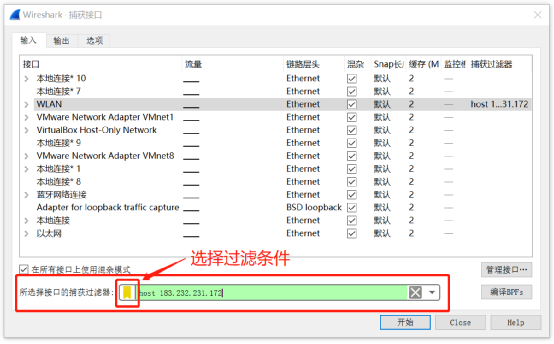 Wireshark · 捕获接口
输入 输出 选项
接口 流量 链路层头 混杂 Snap长 缓存 (M 监控模 捕获过滤器
本地连接* 10 Ethernet 默认 2 —
本地连接* 7 Ethernet 默认 2 —
WLAN Ethernet 默认 2 — host 1...31.172
VMware Network Adapter VMnet1 Ethernet 默认 2 —
VirtualBox Host-Only Network Ethernet 默认 2 —
本地连接* 9 Ethernet 默认 2 —
VMware Network Adapter VMnet8 Ethernet 默认 2 —
本地连接* 1 Ethernet 默认 2 —
本地连接* 8 Ethernet 默认 2 —
蓝牙网络连接 Ethernet 默认 2 —
Adapter for loopback traffic capture BSD loopback 默认 2 —
本地连接 Ethernet 默认 2 —
以太网 Ethernet 默认 2 —
选择过滤条件
在所有接口上使用混杂模式 管理接口…
所选择接口的捕获过滤器: host 183.232.231.172 编译BPFs
开始 Close Help